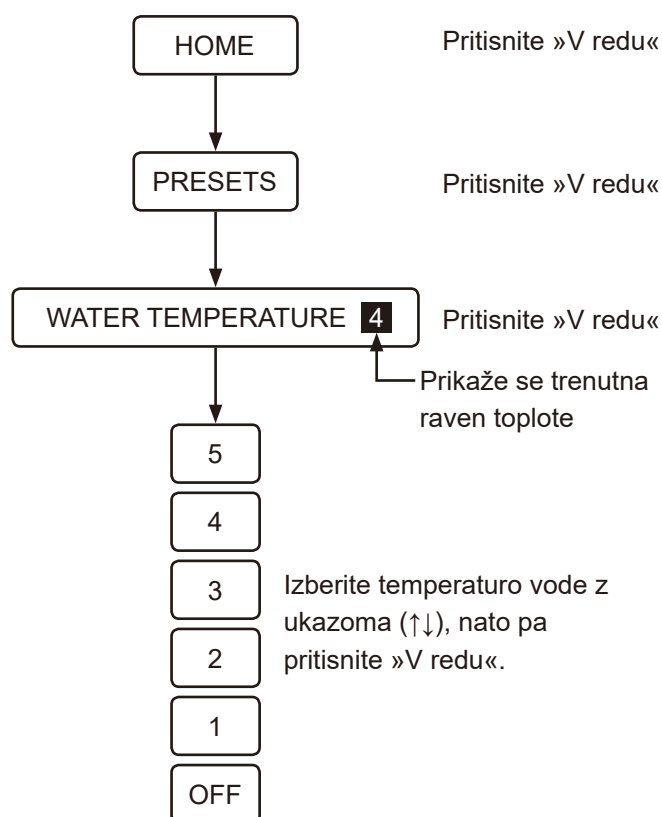 HOME
Pritisnite »V redu«
PRESETS
Pritisnite »V redu«
WATER TEMPERATURE 4
Pritisnite »V redu«
Prikaže se trenutna
raven toplote
5
4
3
Izberite temperaturo vode z
ukazoma (↑↓), nato pa
pritisnite »V redu«.
2
1
OFF